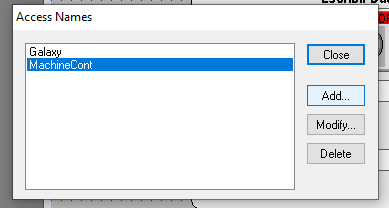 Access Names
Galaxy
MachineCont
Close
Add...
Modify...
Delete